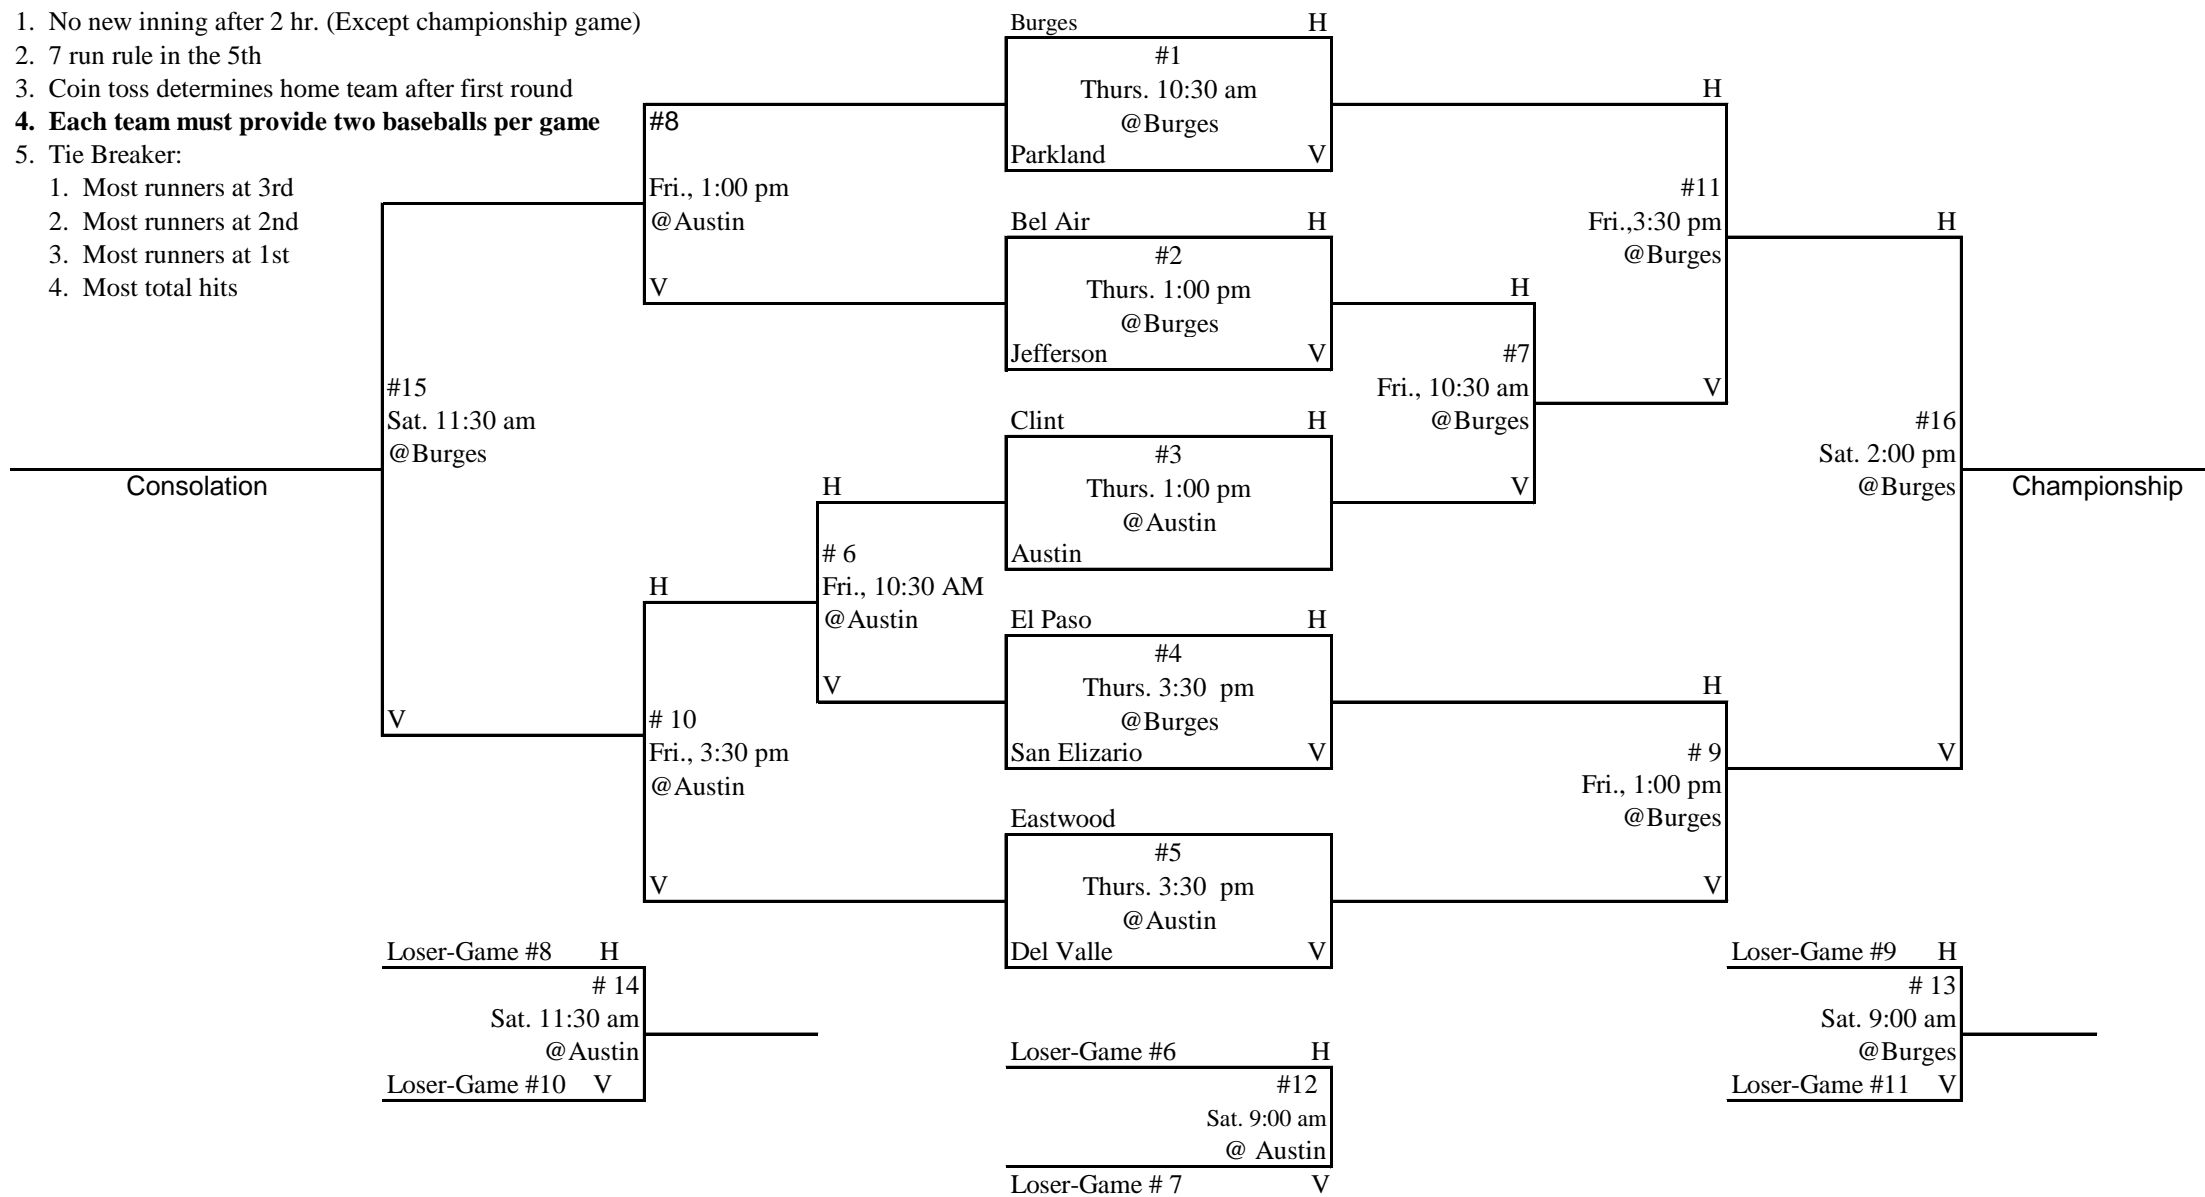 1. No new inning after 2 hr. (Except championship game)
2. 7 run rule in the 5th
3. Coin toss determines home team after first round
4. Each team must provide two baseballs per game
5. Tie Breaker:
1. Most runners at 3rd
2. Most runners at 2nd
3. Most runners at 1st
4. Most total hits
Burges H
#1
Thurs. 10:30 am
@Burges
Parkland V
Bel Air H
#2
Thurs. 1:00 pm
@Burges
Jefferson V
Clint H
#3
Thurs. 1:00 pm
@Austin
Austin
El Paso H
#4
Thurs. 3:30 pm
@Burges
San Elizario V
Eastwood
#5
Thurs. 3:30 pm
@Austin
Del Valle V
#8
Fri., 1:00 pm
@Austin
V
H
# 6
Fri., 10:30 AM
@Austin
V
H
# 10
Fri., 3:30 pm
@Austin
V
#15
Sat. 11:30 am
@Burges
V
Consolation
H
#7
Fri., 10:30 am
@Burges
V
H
#11
Fri.,3:30 pm
@Burges
V
H
# 9
Fri., 1:00 pm
@Burges
V
H
#16
Sat. 2:00 pm
@Burges
V
Championship
Loser-Game #8 H
# 14
Sat. 11:30 am
@Austin
Loser-Game #10 V
Loser-Game #6 H
#12
Sat. 9:00 am
@ Austin
Loser-Game # 7 V
Loser-Game #9 H
# 13
Sat. 9:00 am
@Burges
Loser-Game #11 V